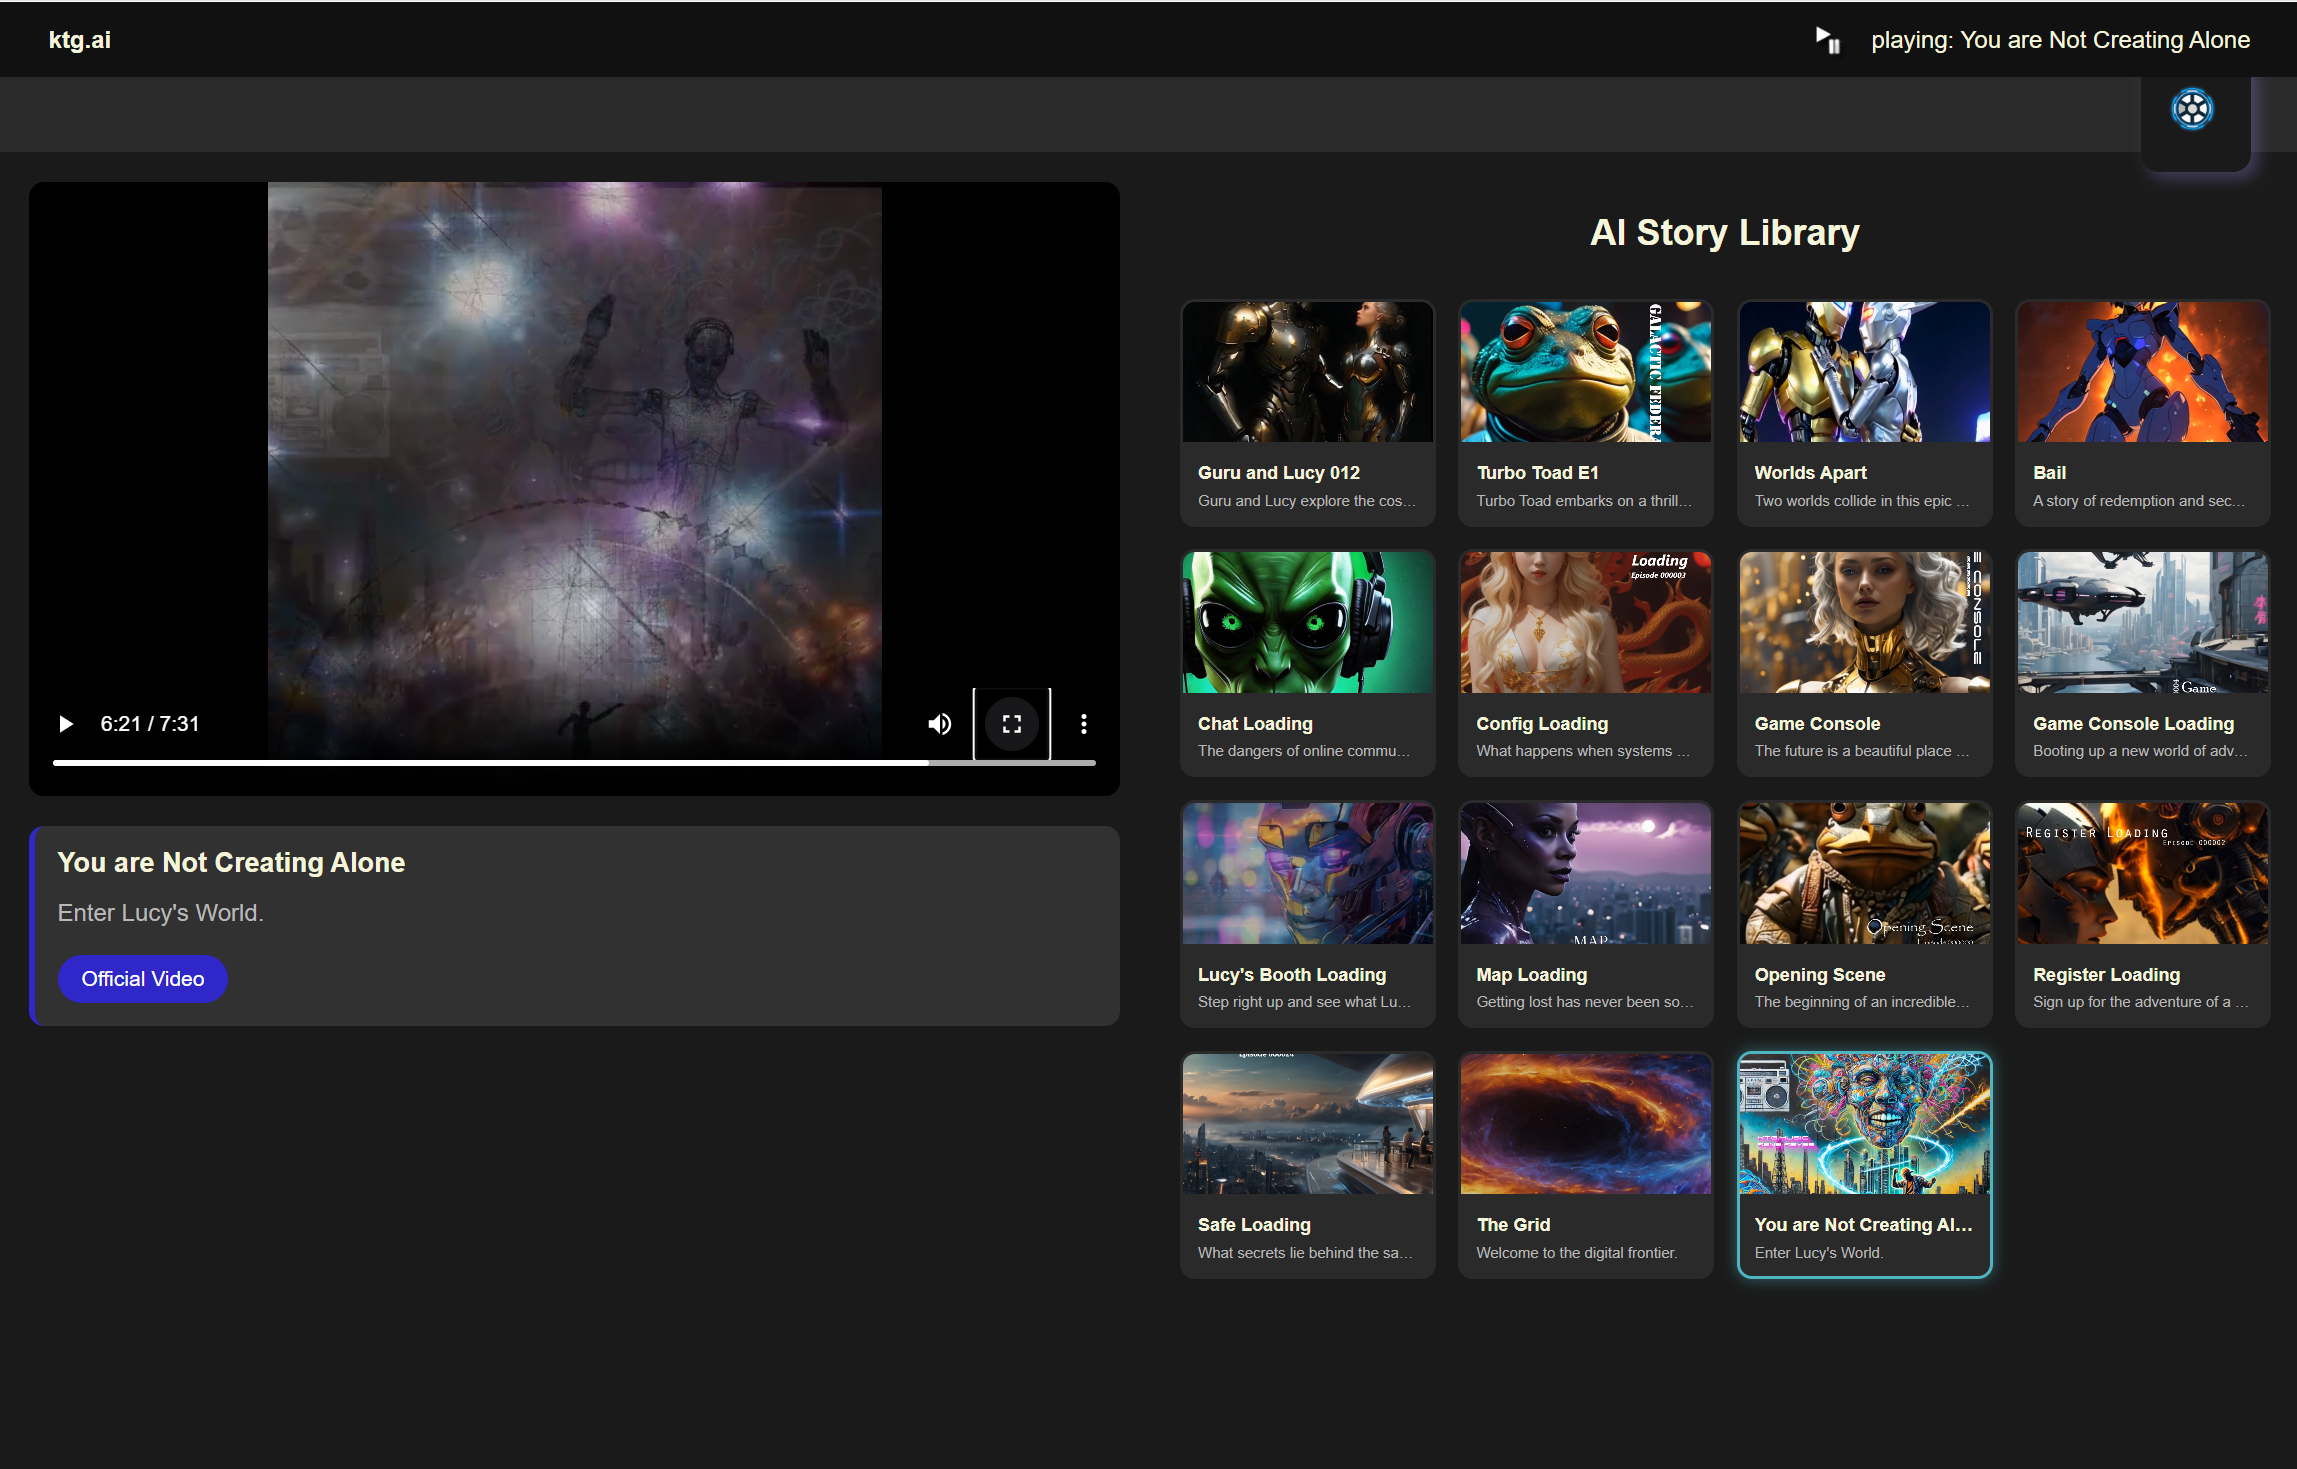 ktg.ai
playing: You are Not Creating Alone
6:21 / 7:31
You are Not Creating Alone
Enter Lucy's World.
Official Video
AI Story Library
GALACTIC FEDER
Guru and Lucy 012
Guru and Lucy explore the cos...
Turbo Toad E1
Turbo Toad embarks on a thrill...
Worlds Apart
Two worlds collide in this epic ...
Bail
A story of redemption and sec...
Loading
Episode 000003
E CONSOLE
Game
Chat Loading
The dangers of online commu...
Config Loading
What happens when systems ...
Game Console
The future is a beautiful place ...
Game Console Loading
Booting up a new world of adv...
MAP
Opening Scene
Register Loading
Episode 000002
Lucy's Booth Loading
Step right up and see what Lu...
Map Loading
Getting lost has never been so...
Opening Scene
The beginning of an incredible...
Register Loading
Sign up for the adventure of a ...
Episode 000024
KTG MUSIC
Safe Loading
What secrets lie behind the sa...
The Grid
Welcome to the digital frontier.
You are Not Creating Al...
Enter Lucy's World.